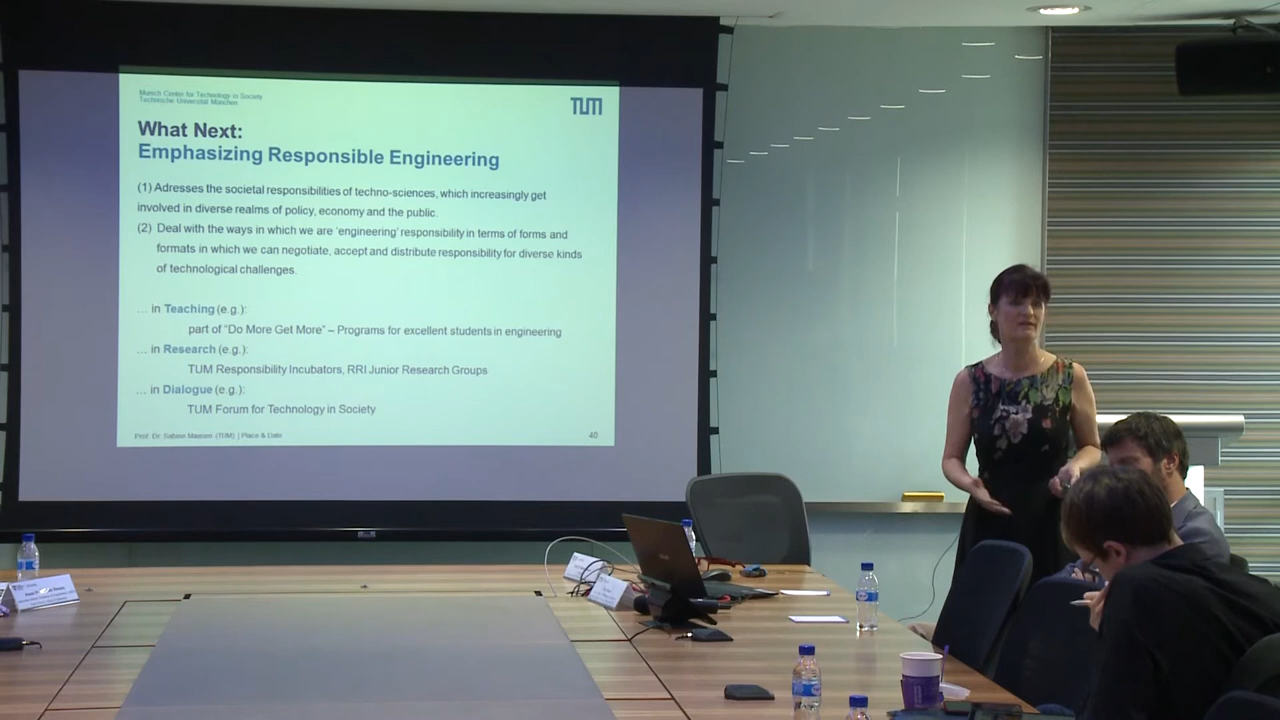 Munich Center for Technology in Society
Technische Universität München
TUM
What Next:
Emphasizing Responsible Engineering
(1) Adresses the societal responsibilities of techno-sciences, which increasingly get
involved in diverse realms of policy, economy and the public.
(2) Deal with the ways in which we are 'engineering' responsibility in terms of forms and
formats in which we can negotiate, accept and distribute responsibility for diverse kinds
of technological challenges.
... in Teaching (e.g.):
part of "Do More Get More" – Programs for excellent students in engineering
... in Research (e.g.):
TUM Responsibility Incubators, RRI Junior Research Groups
... in Dialogue (e.g.):
TUM Forum for Technology in Society
Prof. Dr. Sabine Maasen (TUM) | Place & Date
40